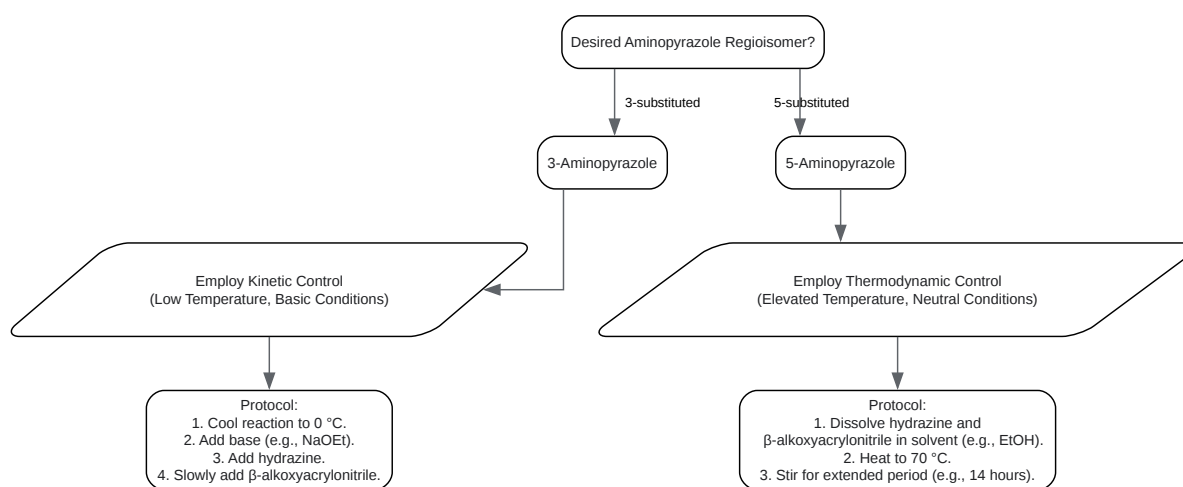 Desired Aminopyrazole Regioisomer?
3-substituted
5-substituted
3-Aminopyrazole
5-Aminopyrazole
Employ Kinetic Control
(Low Temperature, Basic Conditions)
Employ Thermodynamic Control
(Elevated Temperature, Neutral Conditions)
Protocol:
1. Cool reaction to 0 °C.
2. Add base (e.g., NaOEt).
3. Add hydrazine.
4. Slowly add β-alkoxyacrylonitrile.
Protocol:
1. Dissolve hydrazine and
β-alkoxyacrylonitrile in solvent (e.g., EtOH).
2. Heat to 70 °C.
3. Stir for extended period (e.g., 14 hours).